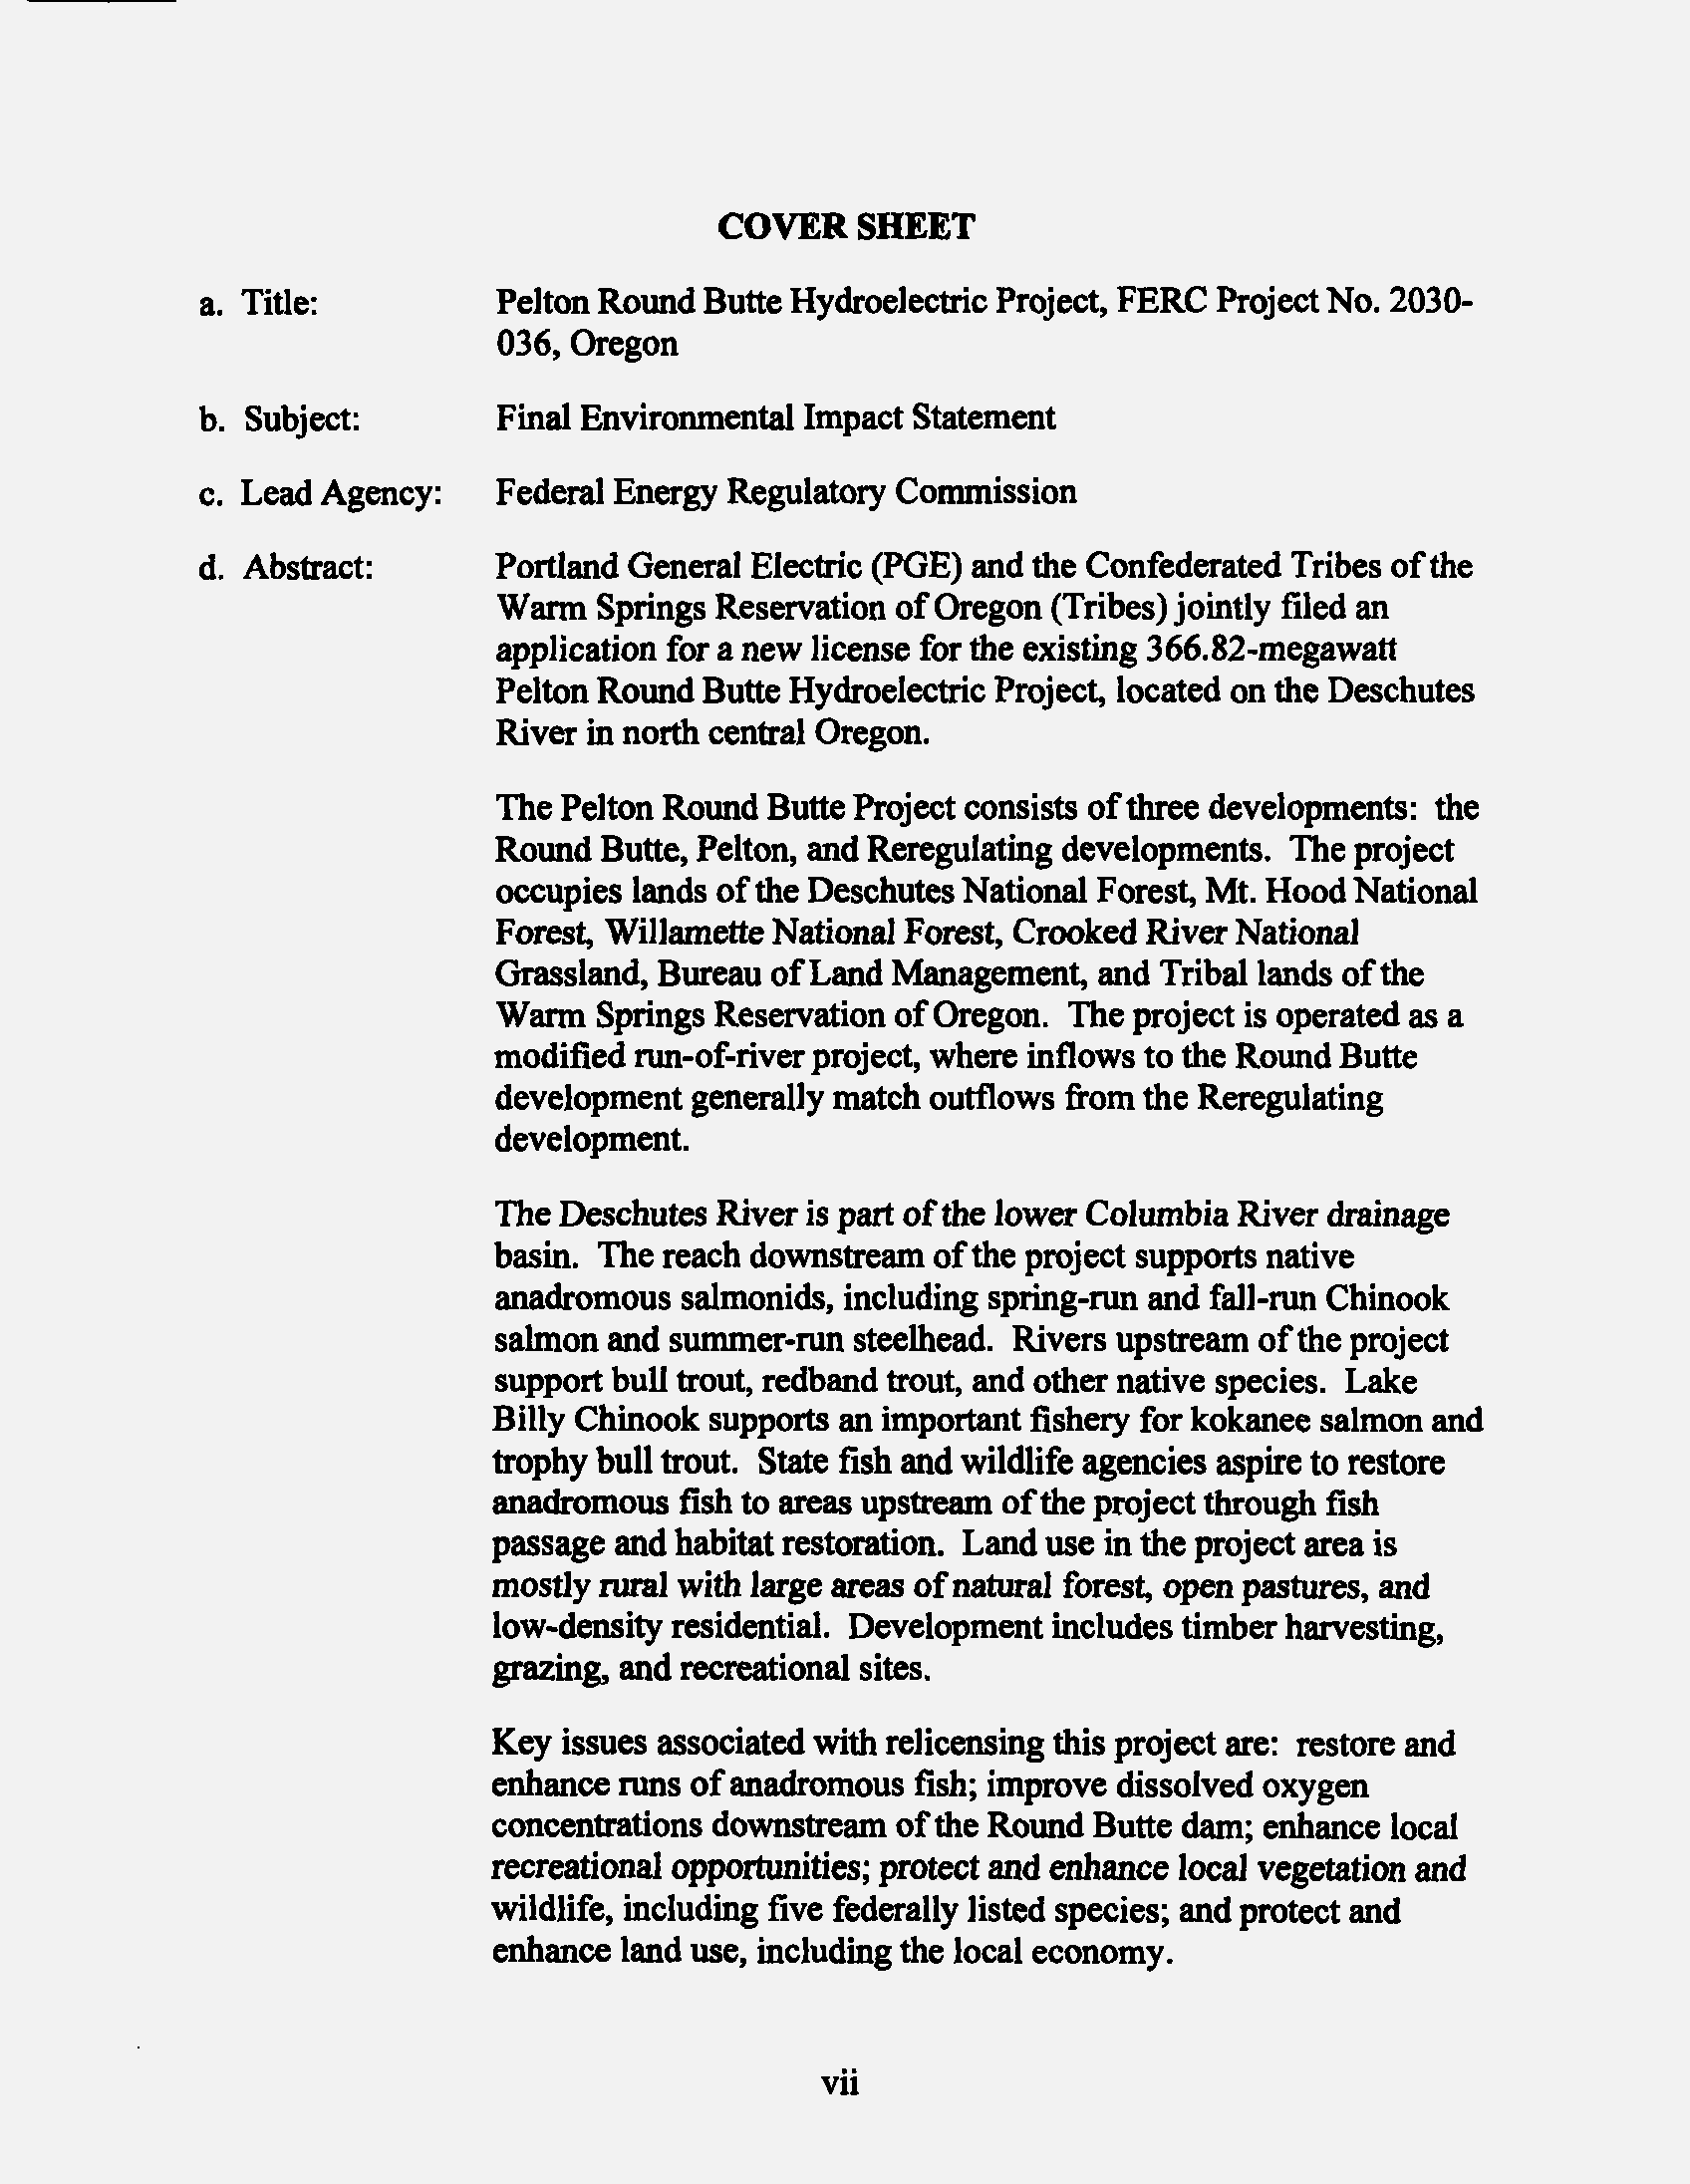 COVER SHEET
a. Title: Pelton Round Butte Hydroelectric Project, FERC Project No. 2030-
036, Oregon
b. Subject: Final Environmental Impact Statement
c. Lead Agency: Federal Energy Regulatory Commission
d. Abstract: Portland General Electric (PGE) and the Confederated Tribes of the
Warm Springs Reservation of Oregon (Tribes) jointly filed an
application for a new license for the existing 366.82-megawatt
Pelton Round Butte Hydroelectric Project, located on the Deschutes
River in north central Oregon.
The Pelton Round Butte Project consists of three developments: the
Round Butte, Pelton, and Reregulating developments. The project
occupies lands of the Deschutes National Forest, Mt. Hood National
Forest, Willamette National Forest, Crooked River National
Grassland, Bureau of Land Management, and Tribal lands of the
Warm Springs Reservation of Oregon. The project is operated as a
modified run-of-river project, where inflows to the Round Butte
development generally match outflows from the Reregulating
development.
The Deschutes River is part of the lower Columbia River drainage
basin. The reach downstream of the project supports native
anadromous salmonids, including spring-run and fall-run Chinook
salmon and summer-run steelhead. Rivers upstream of the project
support bull trout, redband trout, and other native species. Lake
Billy Chinook supports an important fishery for kokanee salmon and
trophy bull trout. State fish and wildlife agencies aspire to restore
anadromous fish to areas upstream of the project through fish
passage and habitat restoration. Land use in the project area is
mostly rural with large areas of natural forest, open pastures, and
low-density residential. Development includes timber harvesting,
grazing, and recreational sites.
Key issues associated with relicensing this project are: restore and
enhance runs of anadromous fish; improve dissolved oxygen
concentrations downstream of the Round Butte dam; enhance local
recreational opportunities; protect and enhance local vegetation and
wildlife, including five federally listed species; and protect and
enhance land use, including the local economy.
vii